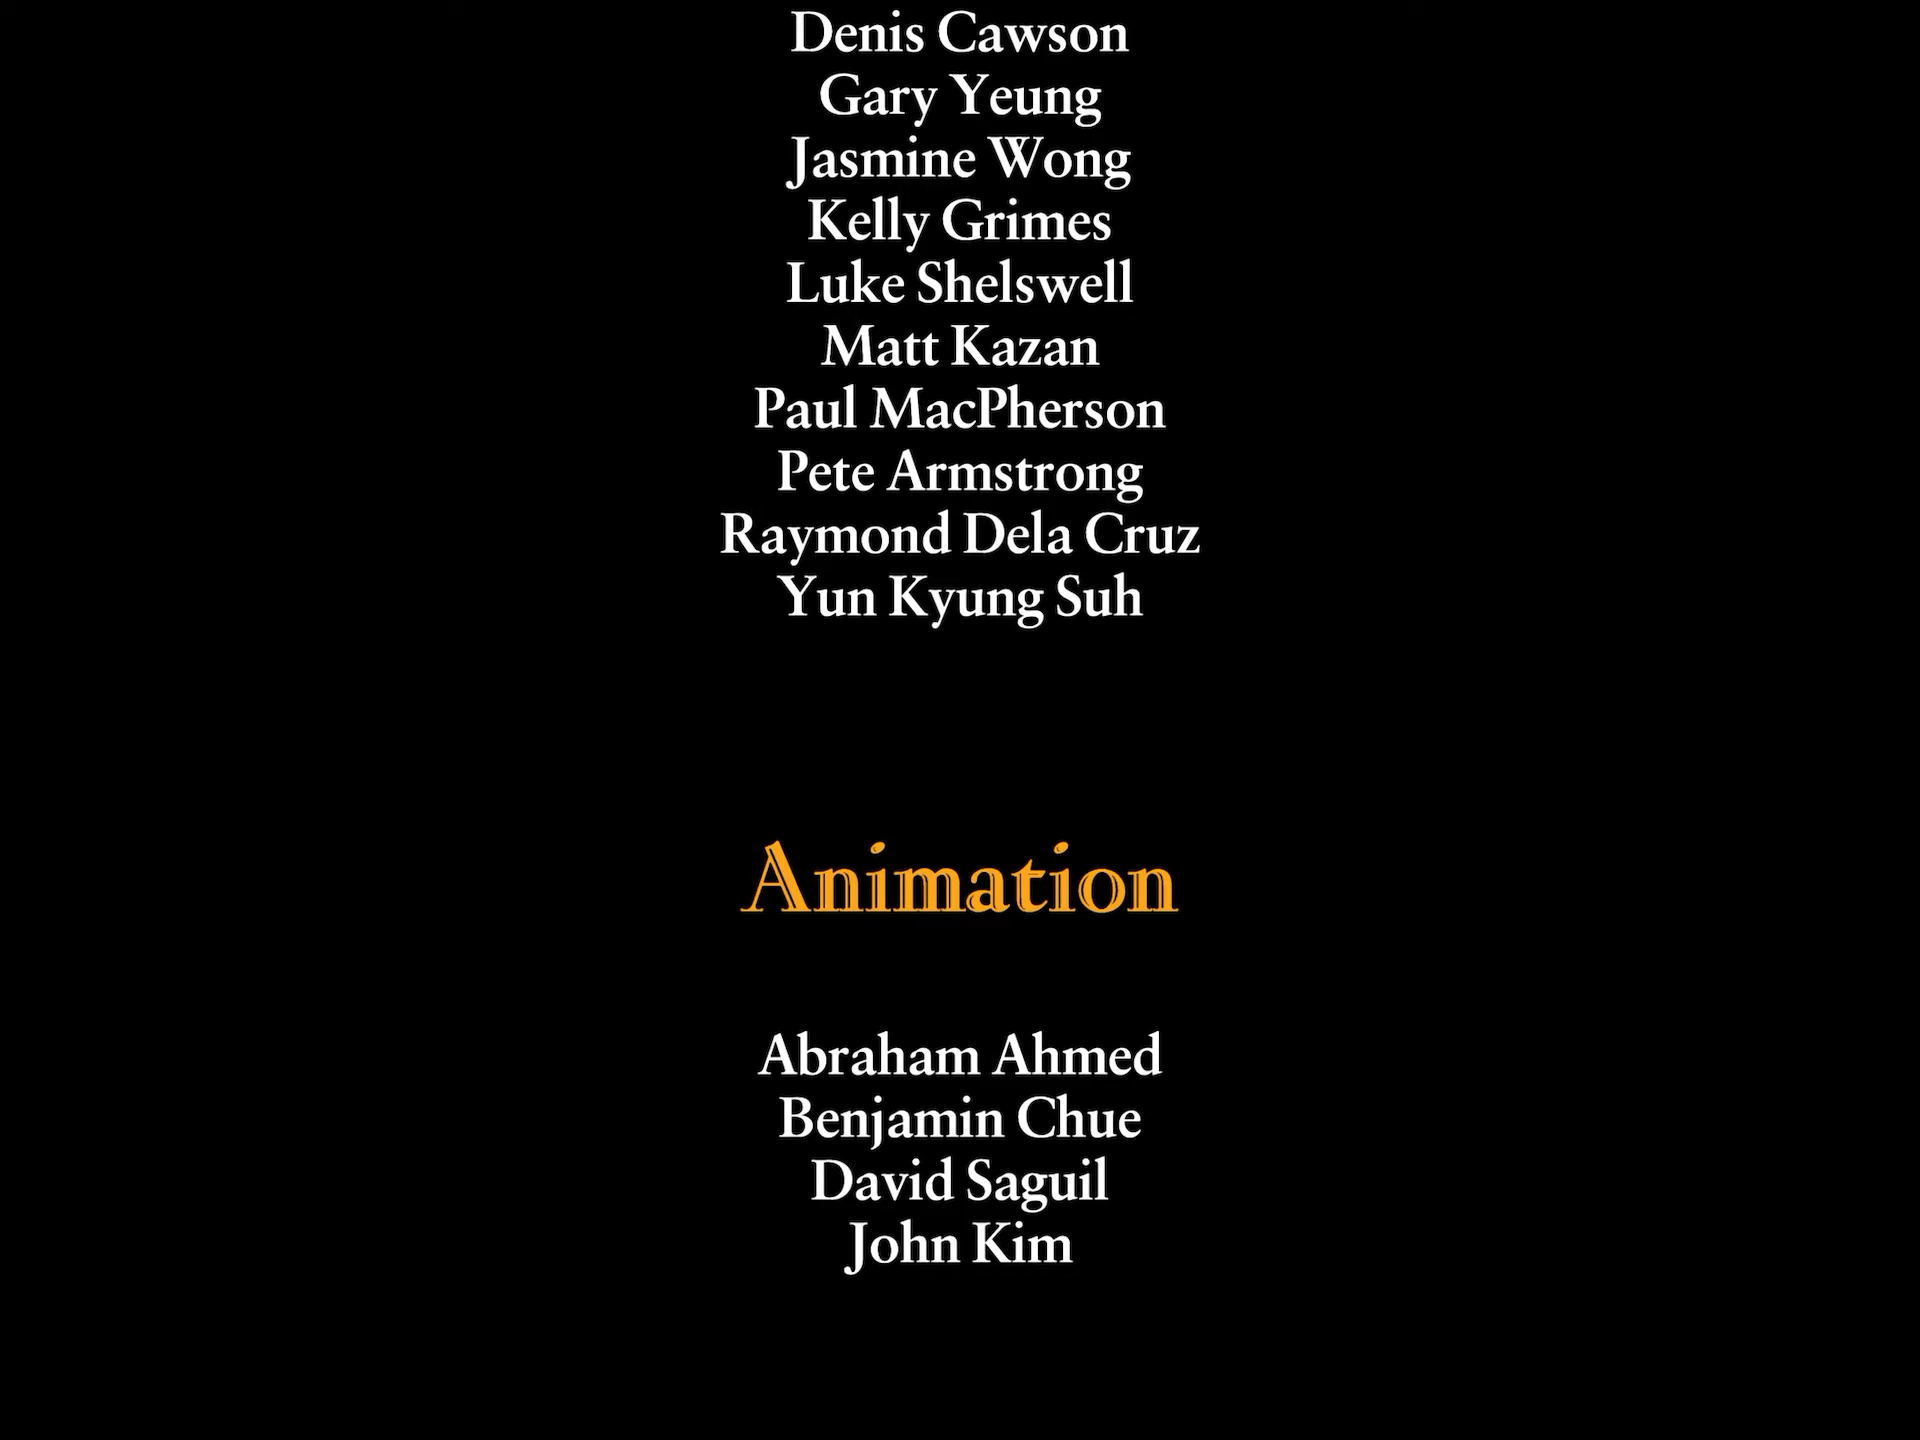 Denis Cawson
Gary Yeung
Jasmine Wong
Kelly Grimes
Luke Shelswell
Matt Kazan
Paul MacPherson
Pete Armstrong
Raymond Dela Cruz
Yun Kyung Suh
Animation
Abraham Ahmed
Benjamin Chue
David Saguil
John Kim